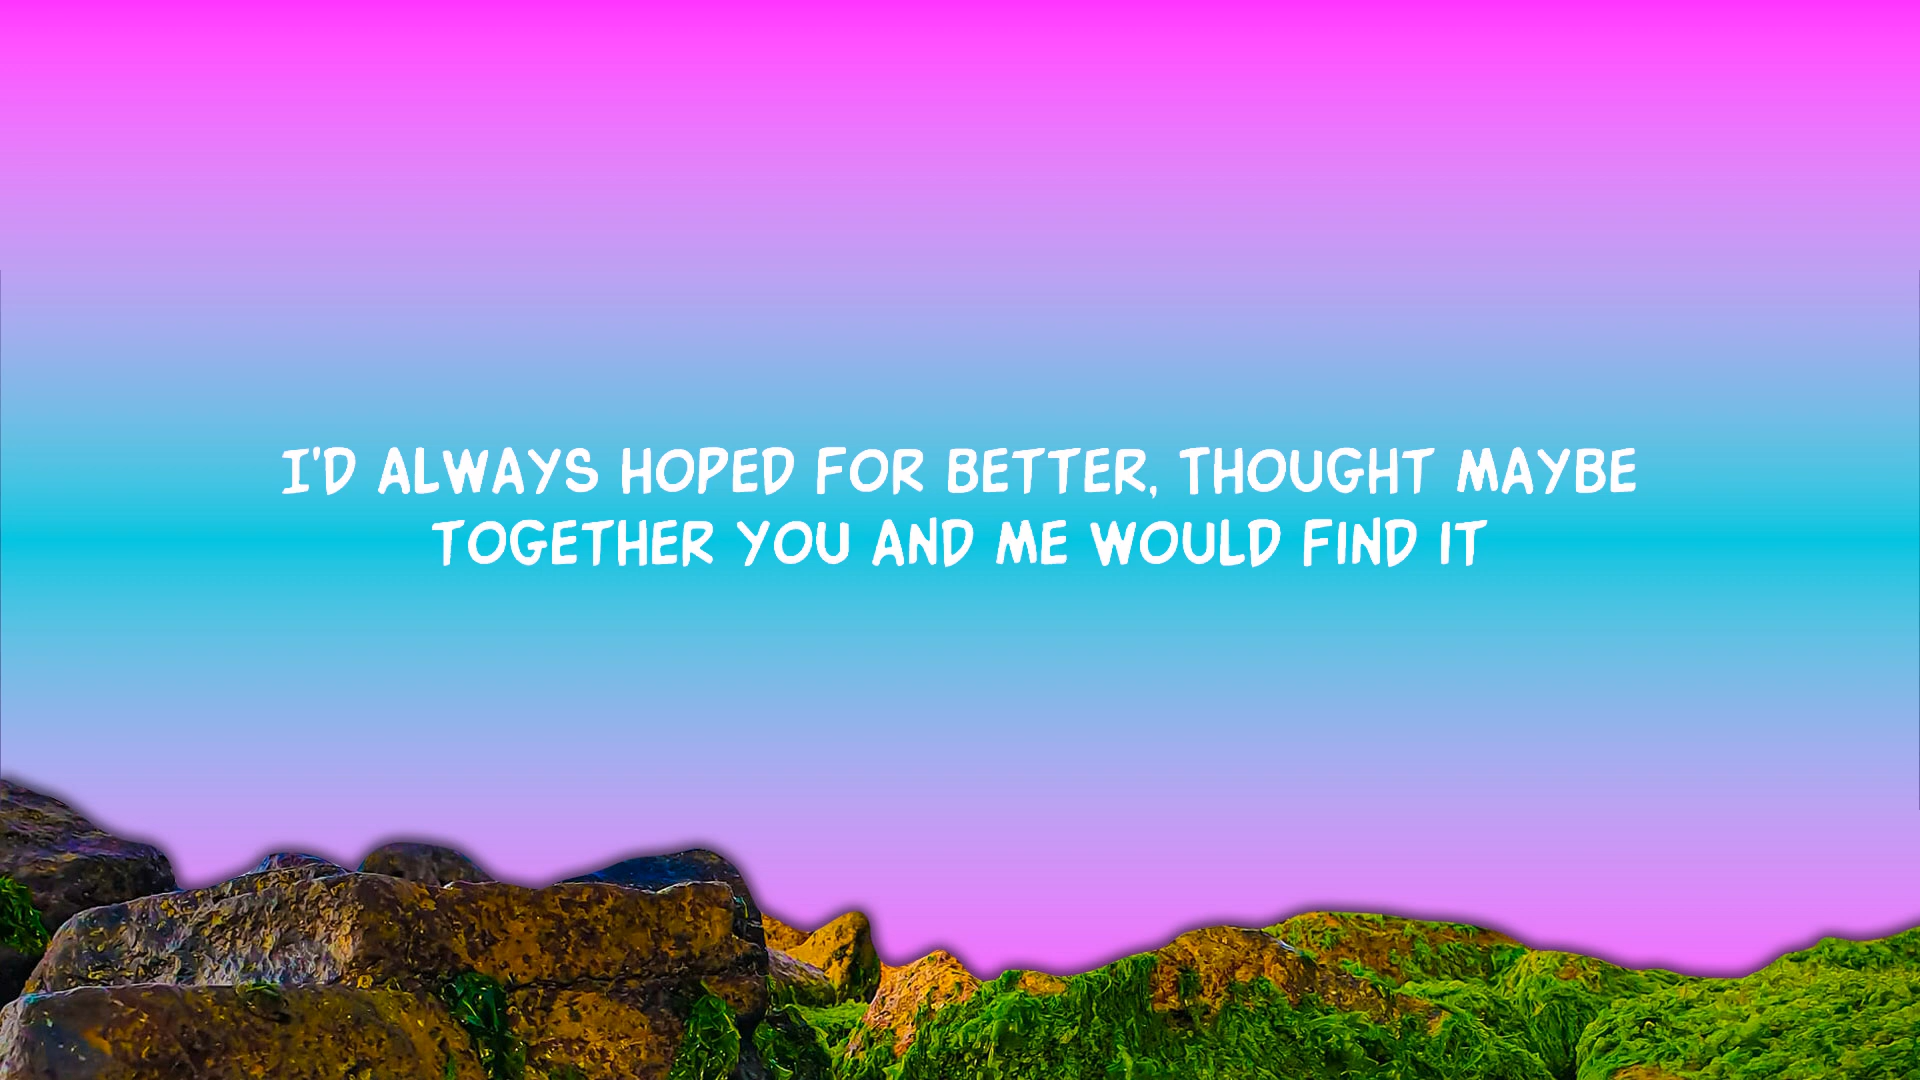 I'D ALWAYS HOPED FOR BETTER, THOUGHT MAYBE
TOGETHER YOU AND ME WOULD FIND IT